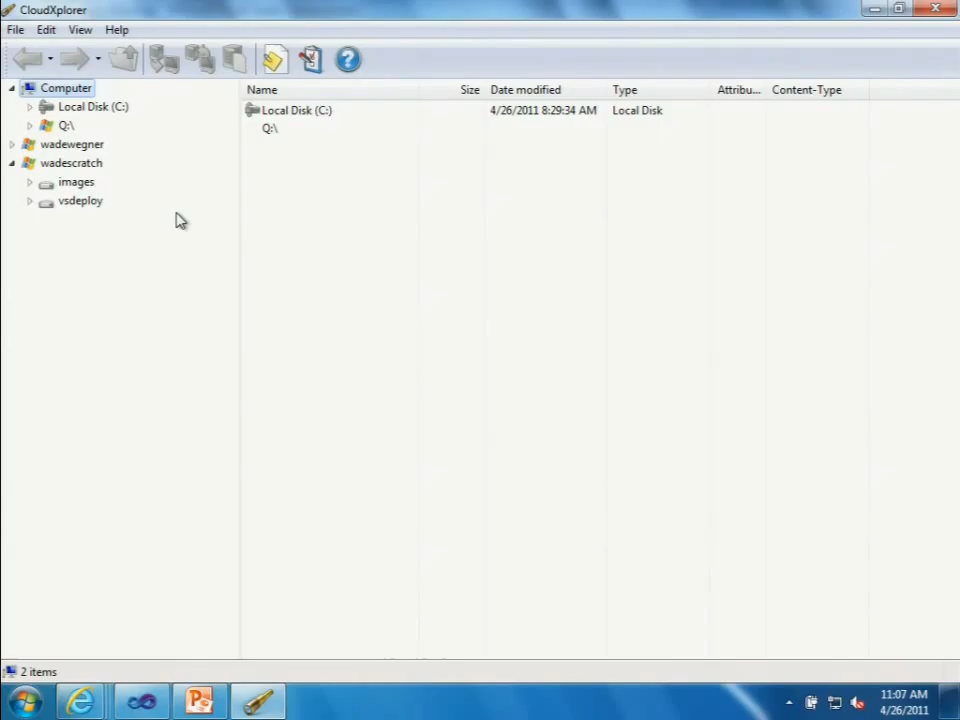 CloudXplorer
File Edit View Help
Computer
Local Disk (C:)
Q:\
wadewegner
wadescratch
images
vsdeploy
Name Size Date modified Type Attribu... Content-Type
Local Disk (C:) 4/26/2011 8:29:34 AM Local Disk
Q:\
2 items
11:07 AM
4/26/2011